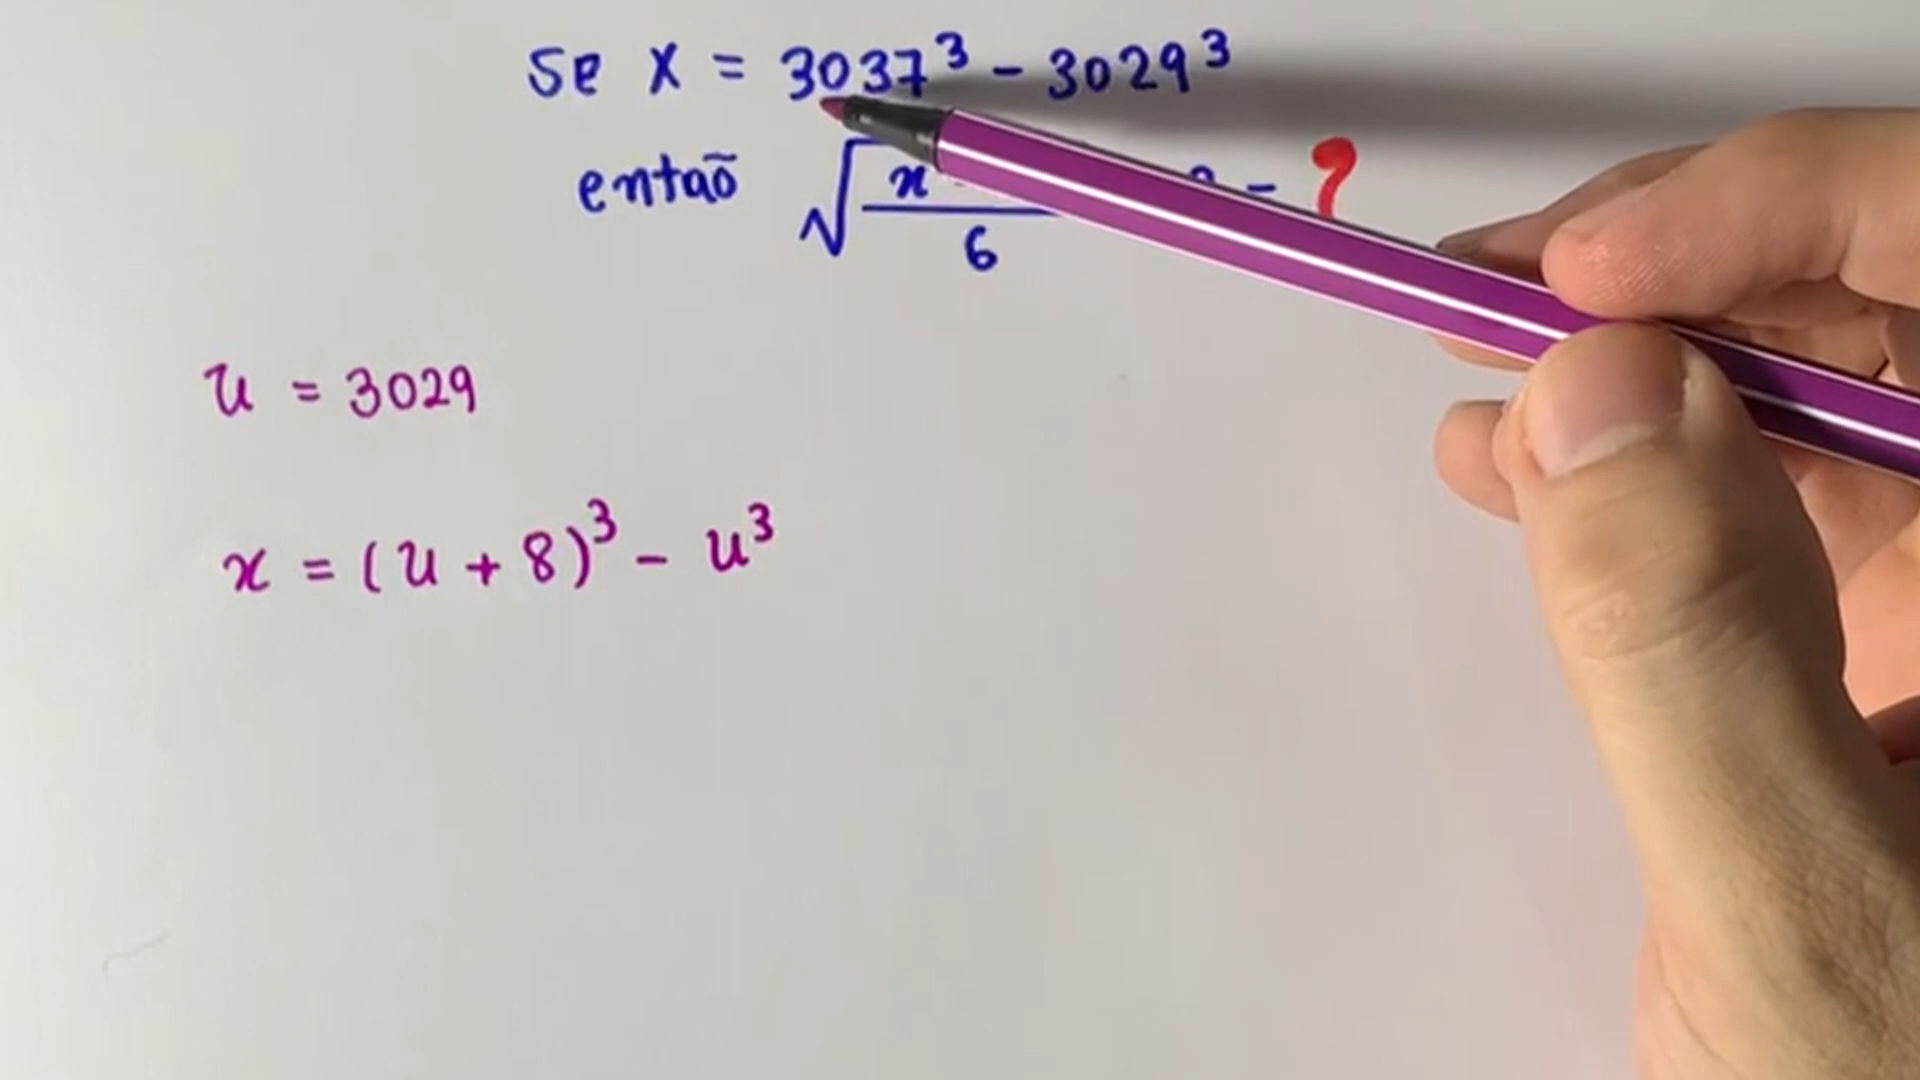 Se x = 3037³ - 3029³
então √(x / 6) - ?
u = 3029
x = (u + 8)³ - u³